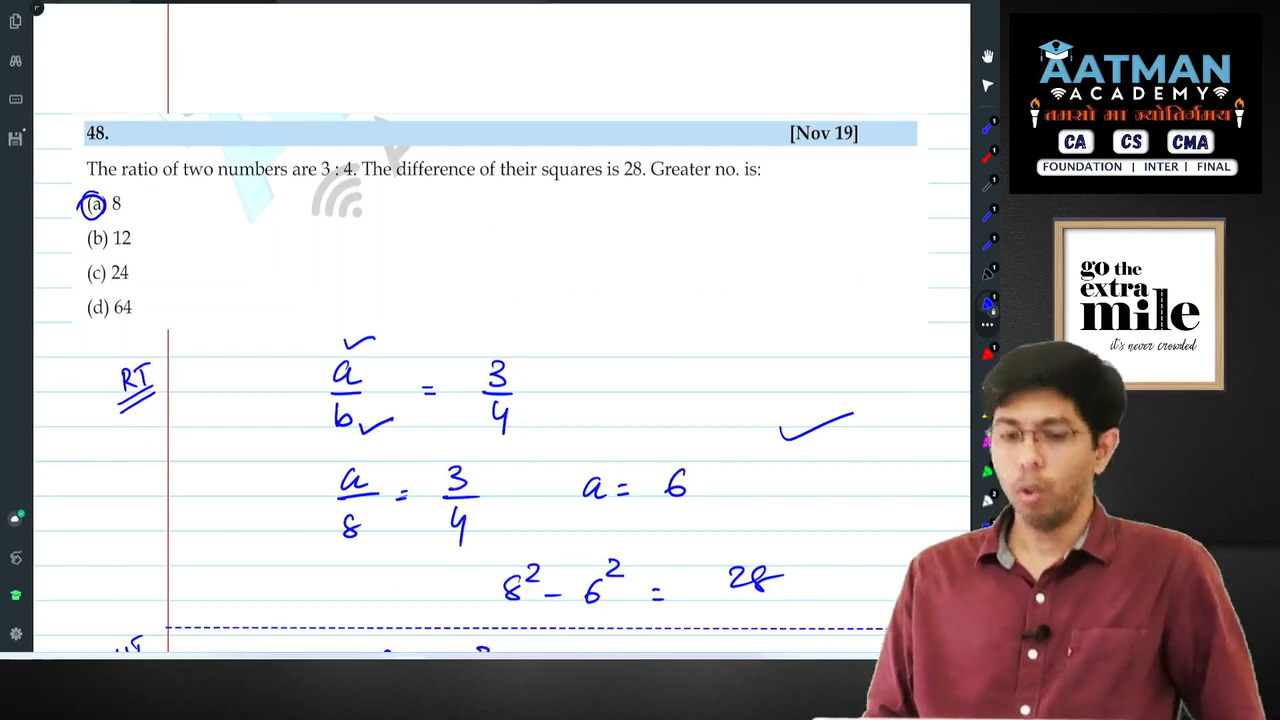 48. [Nov 19]
The ratio of two numbers are 3 : 4. The difference of their squares is 28. Greater no. is:
(a) 8
(b) 12
(c) 24
(d) 64
RT
a/b = 3/4
a/8 = 3/4 a = 6
8² - 6² = 28
AATMAN
ACADEMY
तमसो मा ज्योतिर्गमय
CA CS CMA
FOUNDATION | INTER | FINAL
go the
extra
mile
it's never crowded